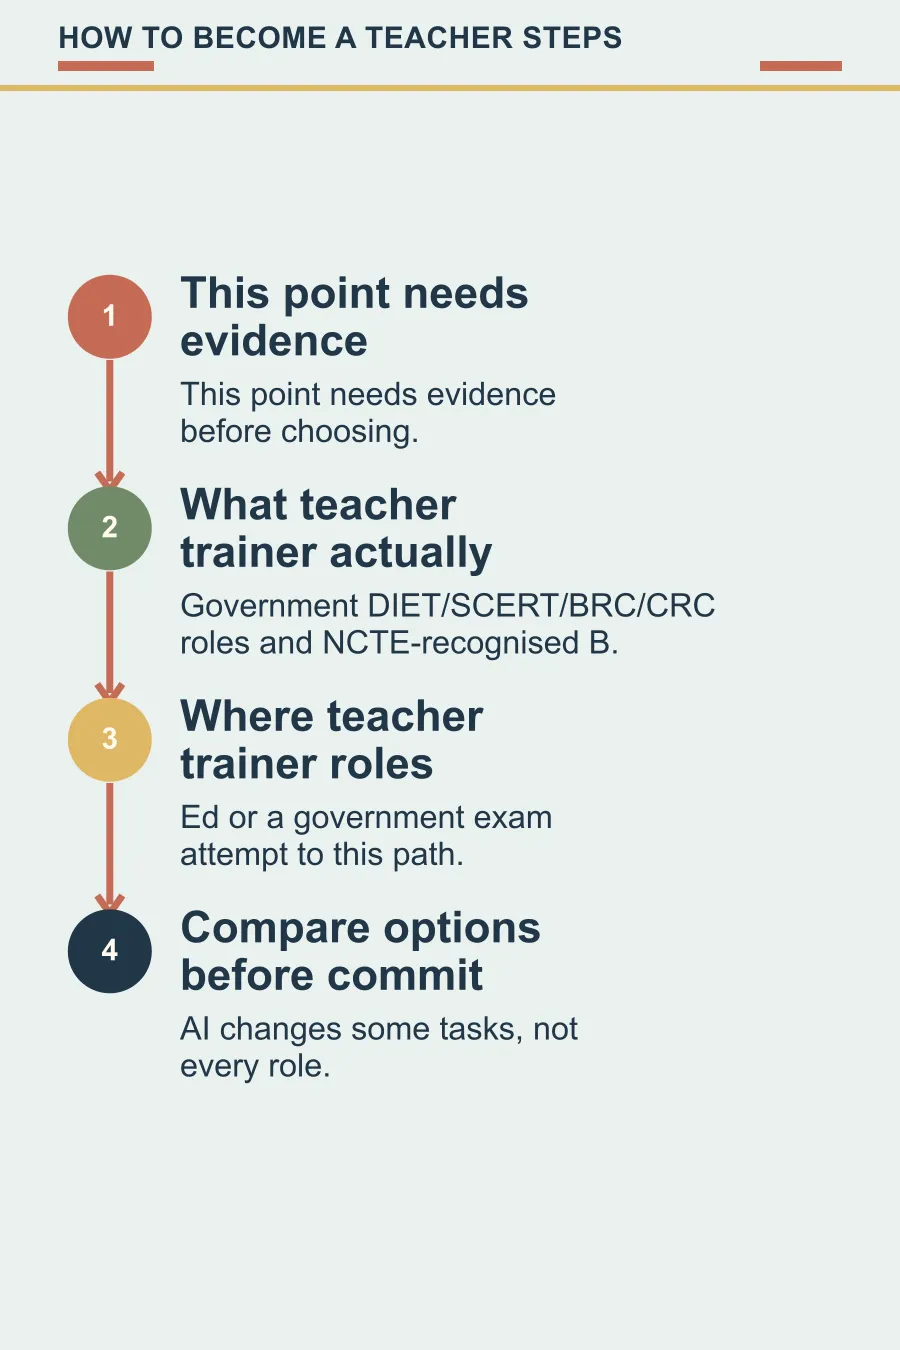 HOW TO BECOME A TEACHER STEPS
1
This point needs
evidence
This point needs evidence
before choosing.
2
What teacher
trainer actually
Government DIET/SCERT/BRC/CRC
roles and NCTE-recognised B.
3
Where teacher
trainer roles
Ed or a government exam
attempt to this path.
4
Compare options
before commit
AI changes some tasks, not
every role.